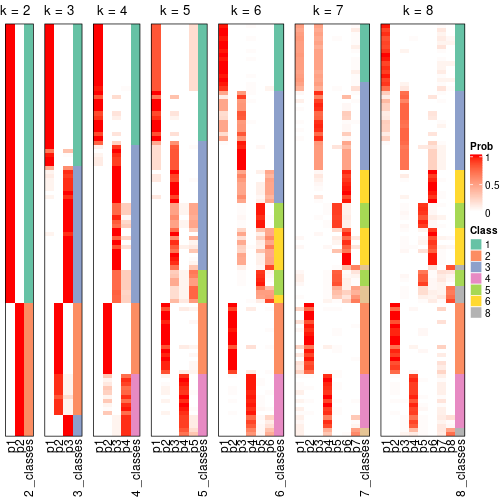 k = 2
k = 3
k = 4
k = 5
k = 6
k = 7
k = 8
Prob
1
0.5
0
Class
1
2
3
4
5
6
8
p1
p2
2_classes
p1
p2
p3
3_classes
p1
p2
p3
p4
4_classes
p1
p2
p3
p4
p5
5_classes
p1
p2
p3
p4
p5
p6
6_classes
p1
p2
p3
p4
p5
p6
p7
7_classes
p1
p2
p3
p4
p5
p6
p7
p8
8_classes